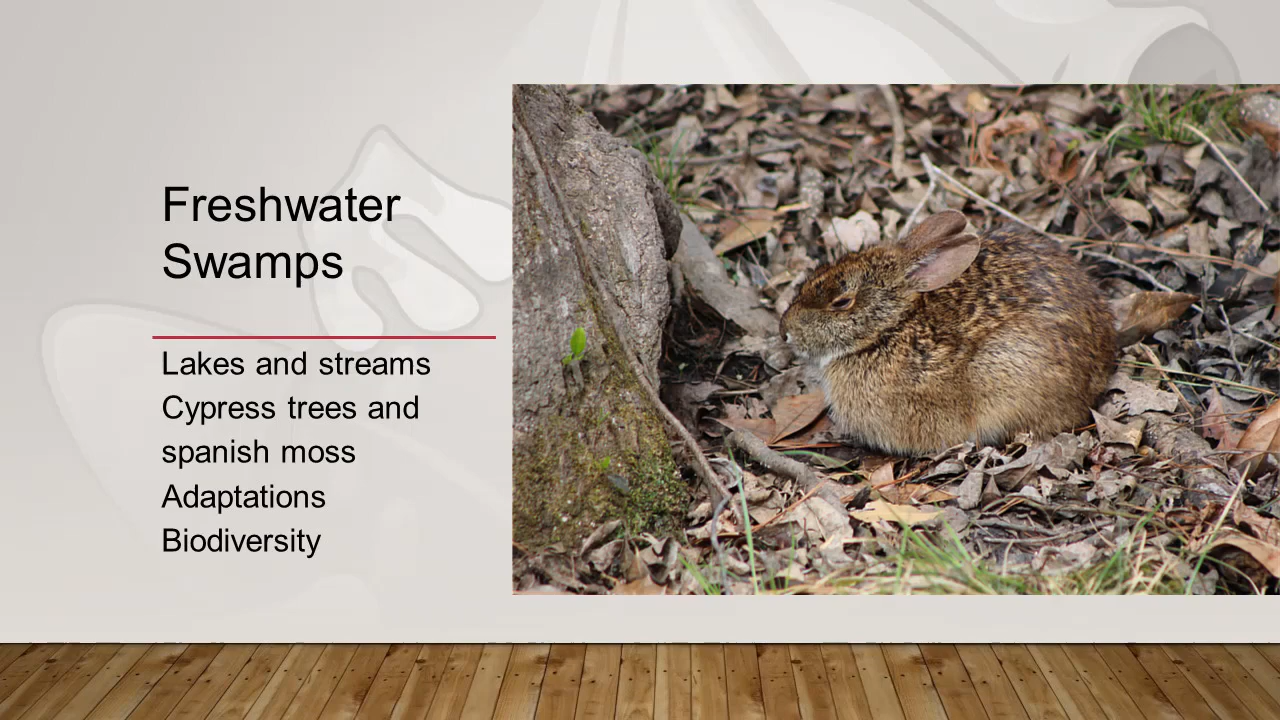 Freshwater
Swamps
Lakes and streams
Cypress trees and
spanish moss
Adaptations
Biodiversity